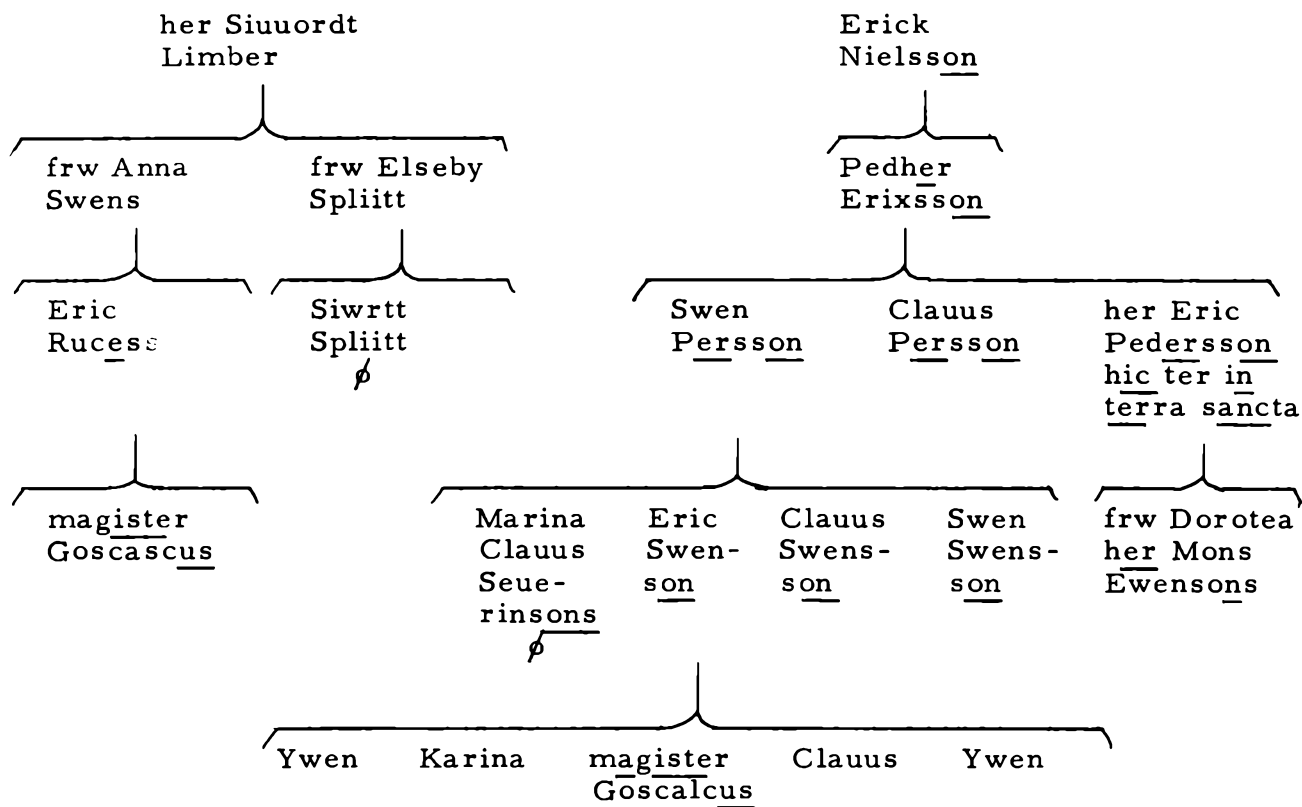 her Siuuordt
Limber
Erick
Nielsson
frw Anna
Swens
frw Elseby
Spliitt
Pedher
Erixsson
Eric
Rucess
Siwrtt
Spliitt
ø
Swen
Persson
Clauus
Persson
her Eric
Pedersson
hic ter in
terra sancta
magister
Goscascus
Marina
Clauus
Seue-
rinsons
ø
Eric
Swen-
son
Clauus
Swens-
son
Swen
Swens-
son
frw Dorotea
her Mons
Ewensons
Ywen
Karina
magister
Goscalcus
Clauus
Ywen